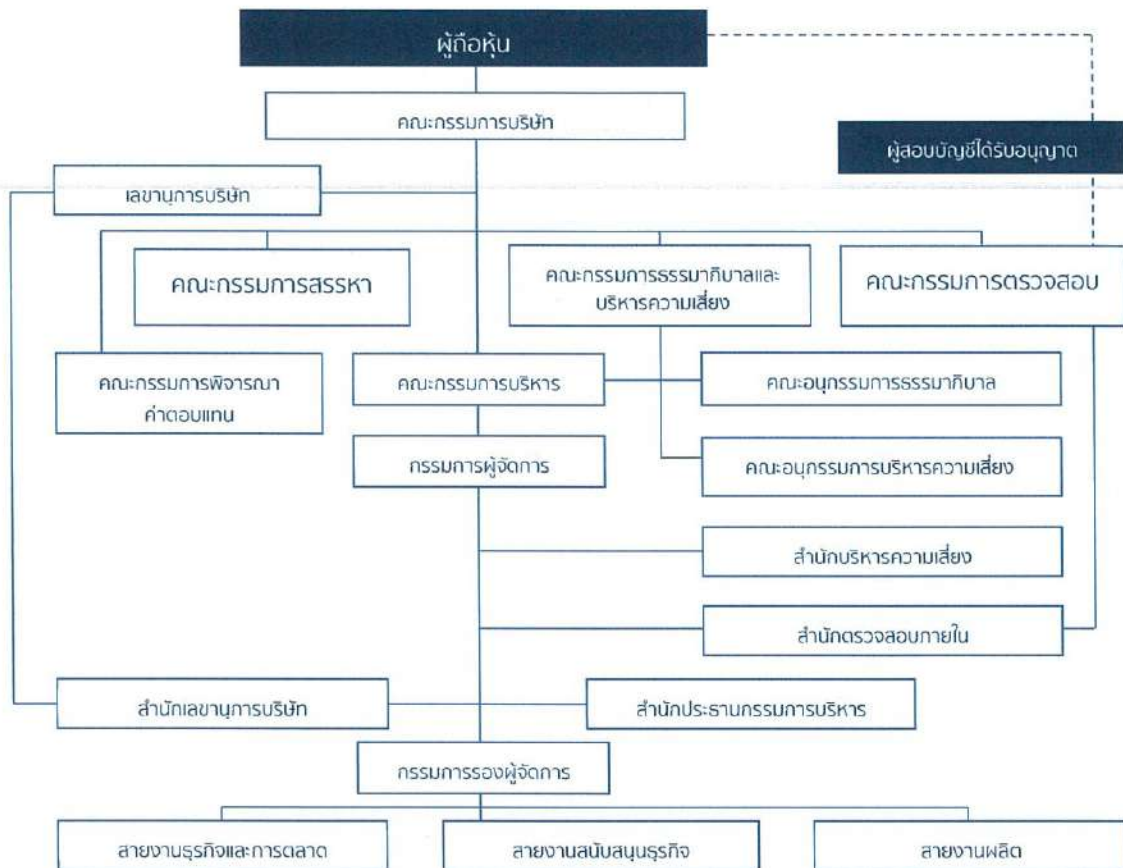 ผู้ถือหุ้น
คณะกรรมการบริษัท
ผู้สอบบัญชีได้รับอนุญาต
เลขานุการบริษัท
คณะกรรมการสรรหา
คณะกรรมการธรรมาภิบาลและ
บริหารความเสี่ยง
คณะกรรมการตรวจสอบ
คณะกรรมการพิจารณา
ค่าตอบแทน
คณะกรรมการบริหาร
คณะอนุกรรมการธรรมาภิบาล
กรรมการผู้จัดการ
คณะอนุกรรมการบริหารความเสี่ยง
สำนักบริหารความเสี่ยง
สำนักตรวจสอบภายใน
สำนักเลขานุการบริษัท
สำนักประธานกรรมการบริหาร
กรรมการรองผู้จัดการ
สายงานธุรกิจและการตลาด
สายงานสนับสนุนธุรกิจ
สายงานผลิต